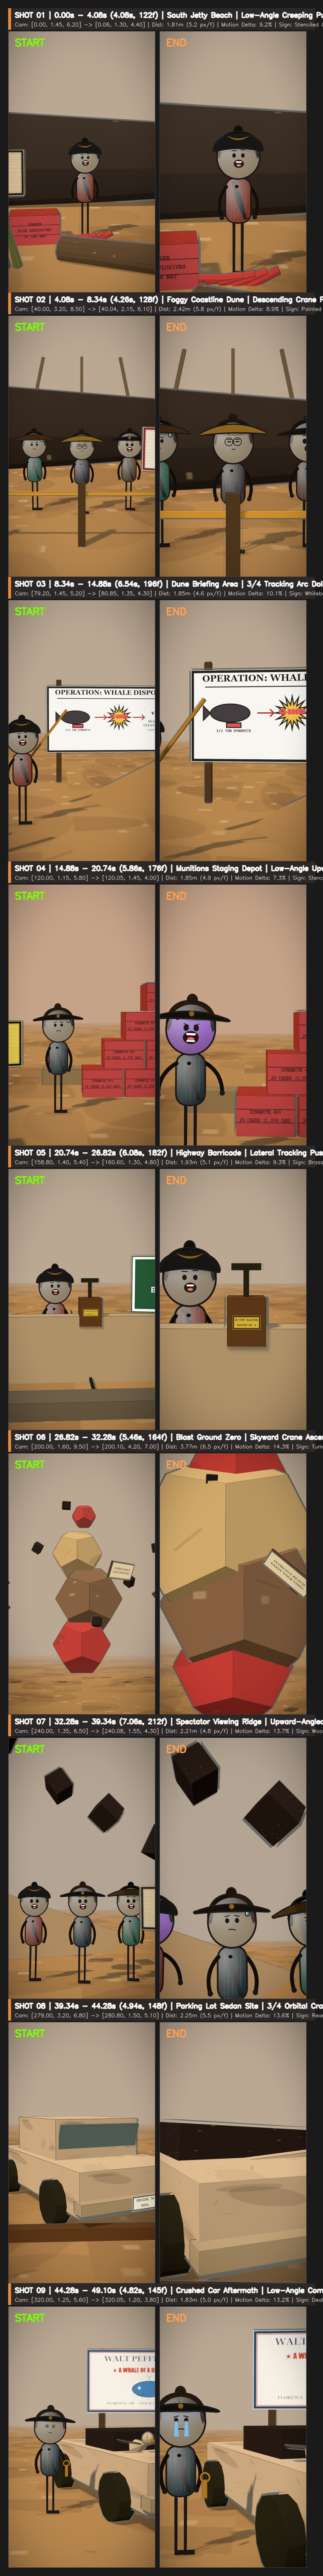 SHOT 01 | 0.00s – 4.08s (4.08s, 122f) | South Jetty Beach | Low-Angle Creeping Pu
Cam: [0.00, 1.45, 6.20] -> [0.06, 1.30, 4.40] | Dist: 1.81m (5.2 px/f) | Motion Delta: 9.2% | Sign: Stenciled
START
END
SHOT 02 | 4.08s – 8.34s (4.26s, 128f) | Foggy Coastline Dune | Descending Crane P
Cam: [40.00, 3.20, 8.50] -> [40.04, 2.15, 6.10] | Dist: 2.42m (5.8 px/f) | Motion Delta: 8.9% | Sign: Painted
START
END
SHOT 03 | 8.34s – 14.88s (6.54s, 196f) | Dune Briefing Area | 3/4 Tracking Arc Dol
Cam: [79.20, 1.45, 5.20] -> [80.85, 1.35, 4.30] | Dist: 1.85m (4.6 px/f) | Motion Delta: 10.1% | Sign: Whiteb
START
END
OPERATION: WHALE DISPO
1/2 TON DYNAMITE
OPERATION: WHAL
1/2 TON DYNAMITE
SHOT 04 | 14.88s – 20.74s (5.86s, 176f) | Munitions Staging Depot | Low-Angle Upw
Cam: [120.00, 1.15, 5.80] -> [120.05, 1.45, 4.00] | Dist: 1.85m (4.9 px/f) | Motion Delta: 7.3% | Sign: Stenc
START
END
SHOT 05 | 20.74s – 26.82s (6.08s, 182f) | Highway Barricade | Lateral Tracking Pus
Cam: [158.80, 1.40, 5.40] -> [160.60, 1.30, 4.80] | Dist: 1.93m (5.1 px/f) | Motion Delta: 9.3% | Sign: Brass
START
END
SHOT 06 | 26.82s – 32.28s (5.46s, 164f) | Blast Ground Zero | Skyward Crane Asce
Cam: [200.00, 1.60, 9.50] -> [200.10, 4.20, 7.00] | Dist: 3.77m (6.5 px/f) | Motion Delta: 14.3% | Sign: Tum
START
END
SHOT 07 | 32.28s – 39.34s (7.06s, 212f) | Spectator Viewing Ridge | Upward-Angled
Cam: [240.00, 1.35, 6.50] -> [240.08, 1.55, 4.30] | Dist: 2.21m (4.8 px/f) | Motion Delta: 13.7% | Sign: Woo
START
END
SHOT 08 | 39.34s – 44.28s (4.94s, 148f) | Parking Lot Sedan Site | 3/4 Orbital Cra
Cam: [279.00, 3.20, 6.80] -> [280.80, 1.50, 5.10] | Dist: 2.25m (5.5 px/f) | Motion Delta: 13.6% | Sign: Rea
START
END
SHOT 09 | 44.28s – 49.10s (4.82s, 145f) | Crushed Car Aftermath | Low-Angle Com
Cam: [320.00, 1.25, 5.60] -> [320.05, 1.20, 3.80] | Dist: 1.83m (5.0 px/f) | Motion Delta: 13.2% | Sign: Deal
START
END
WALT PEFF
★ A WHALE OF A D
WALT
★ A W